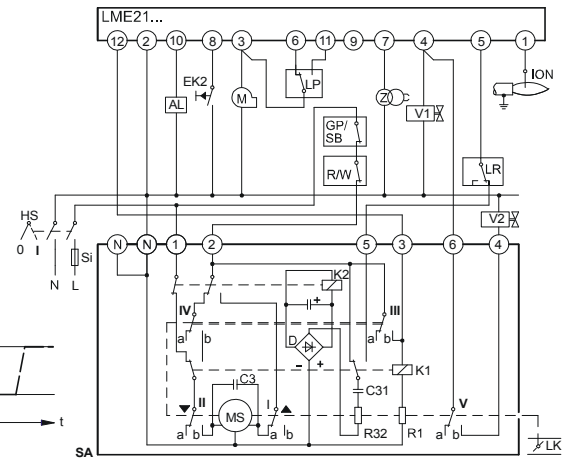 LME21...
12 2 10 8 3 6 11 9 7 4 5 1
ION
EK2
LP
AL
M
Z
V1
GP/
SB
R/W
LR
HS
0 I
Si
V2
N L
N N 1 2 5 3 6 4
K2
IV
III
a b
a b
D
+
- +
K1
C3
C31
II
I
V
MS
t
a b
a b
R32
R1
a b
SA
LK